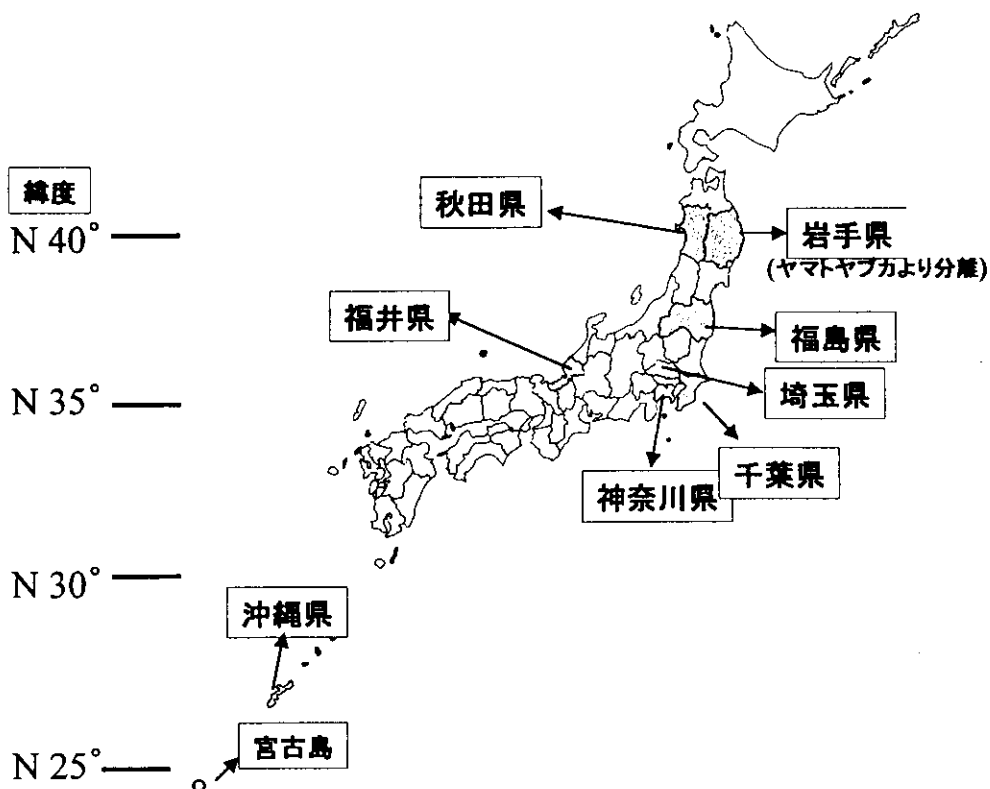 緯度
N 40°
秋田県
岩手県
(ヤマトヤブカより分離)
福井県
福島県
N 35°
埼玉県
千葉県
神奈川県
N 30°
沖縄県
宮古島
N 25°